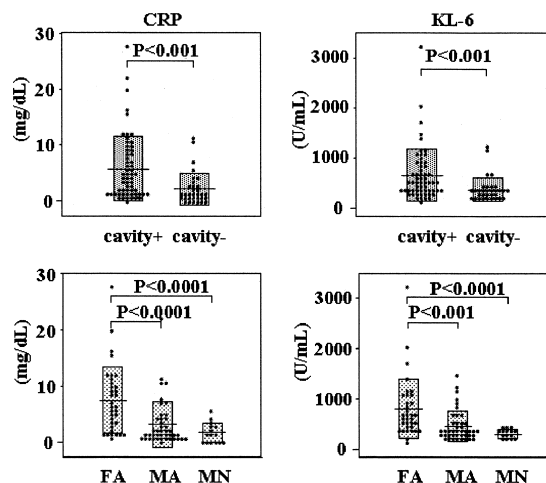 CRP
KL-6
30
20
10
0
(mg/dL)
P<0.001
cavity+ cavity-
3000
2000
1000
0
(U/mL)
P<0.001
cavity+ cavity-
30
20
10
0
(mg/dL)
P<0.0001
P<0.0001
FA MA MN
3000
2000
1000
0
(U/mL)
P<0.0001
P<0.001
FA MA MN